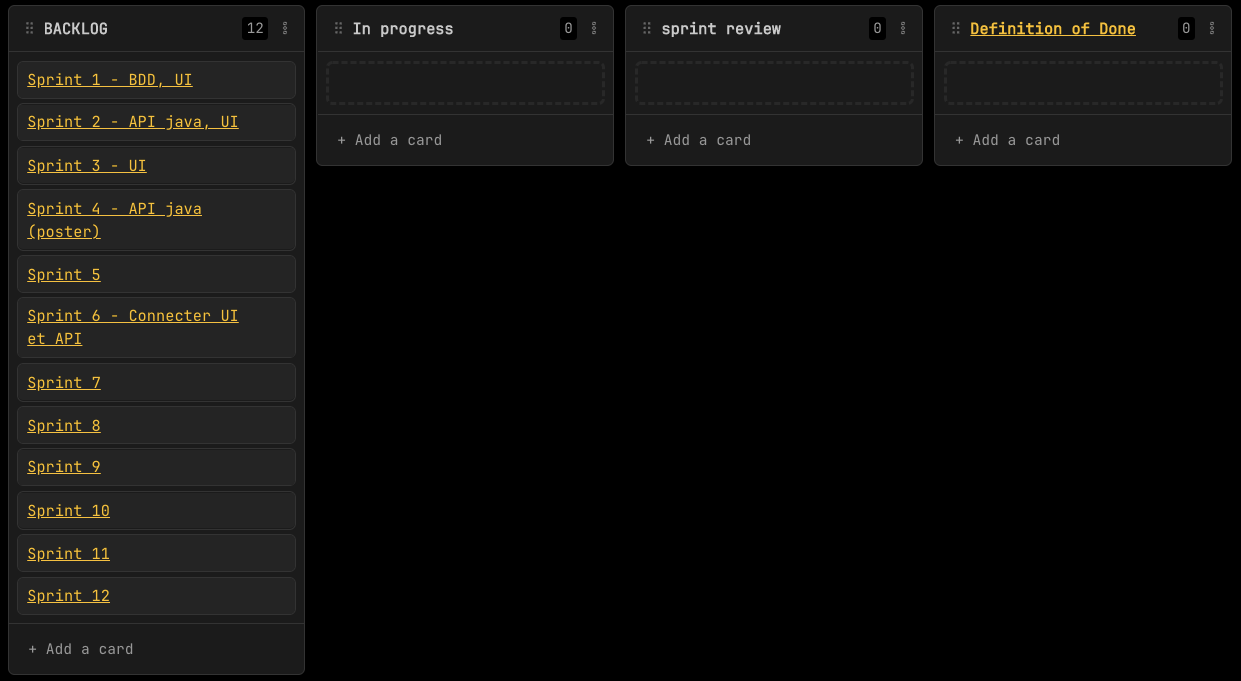 BACKLOG 12
Sprint 1 - BDD, UI
Sprint 2 - API java, UI
Sprint 3 - UI
Sprint 4 - API java
(poster)
Sprint 5
Sprint 6 - Connecter UI
et API
Sprint 7
Sprint 8
Sprint 9
Sprint 10
Sprint 11
Sprint 12
+ Add a card
In progress 0
+ Add a card
sprint review 0
+ Add a card
Definition of Done 0
+ Add a card